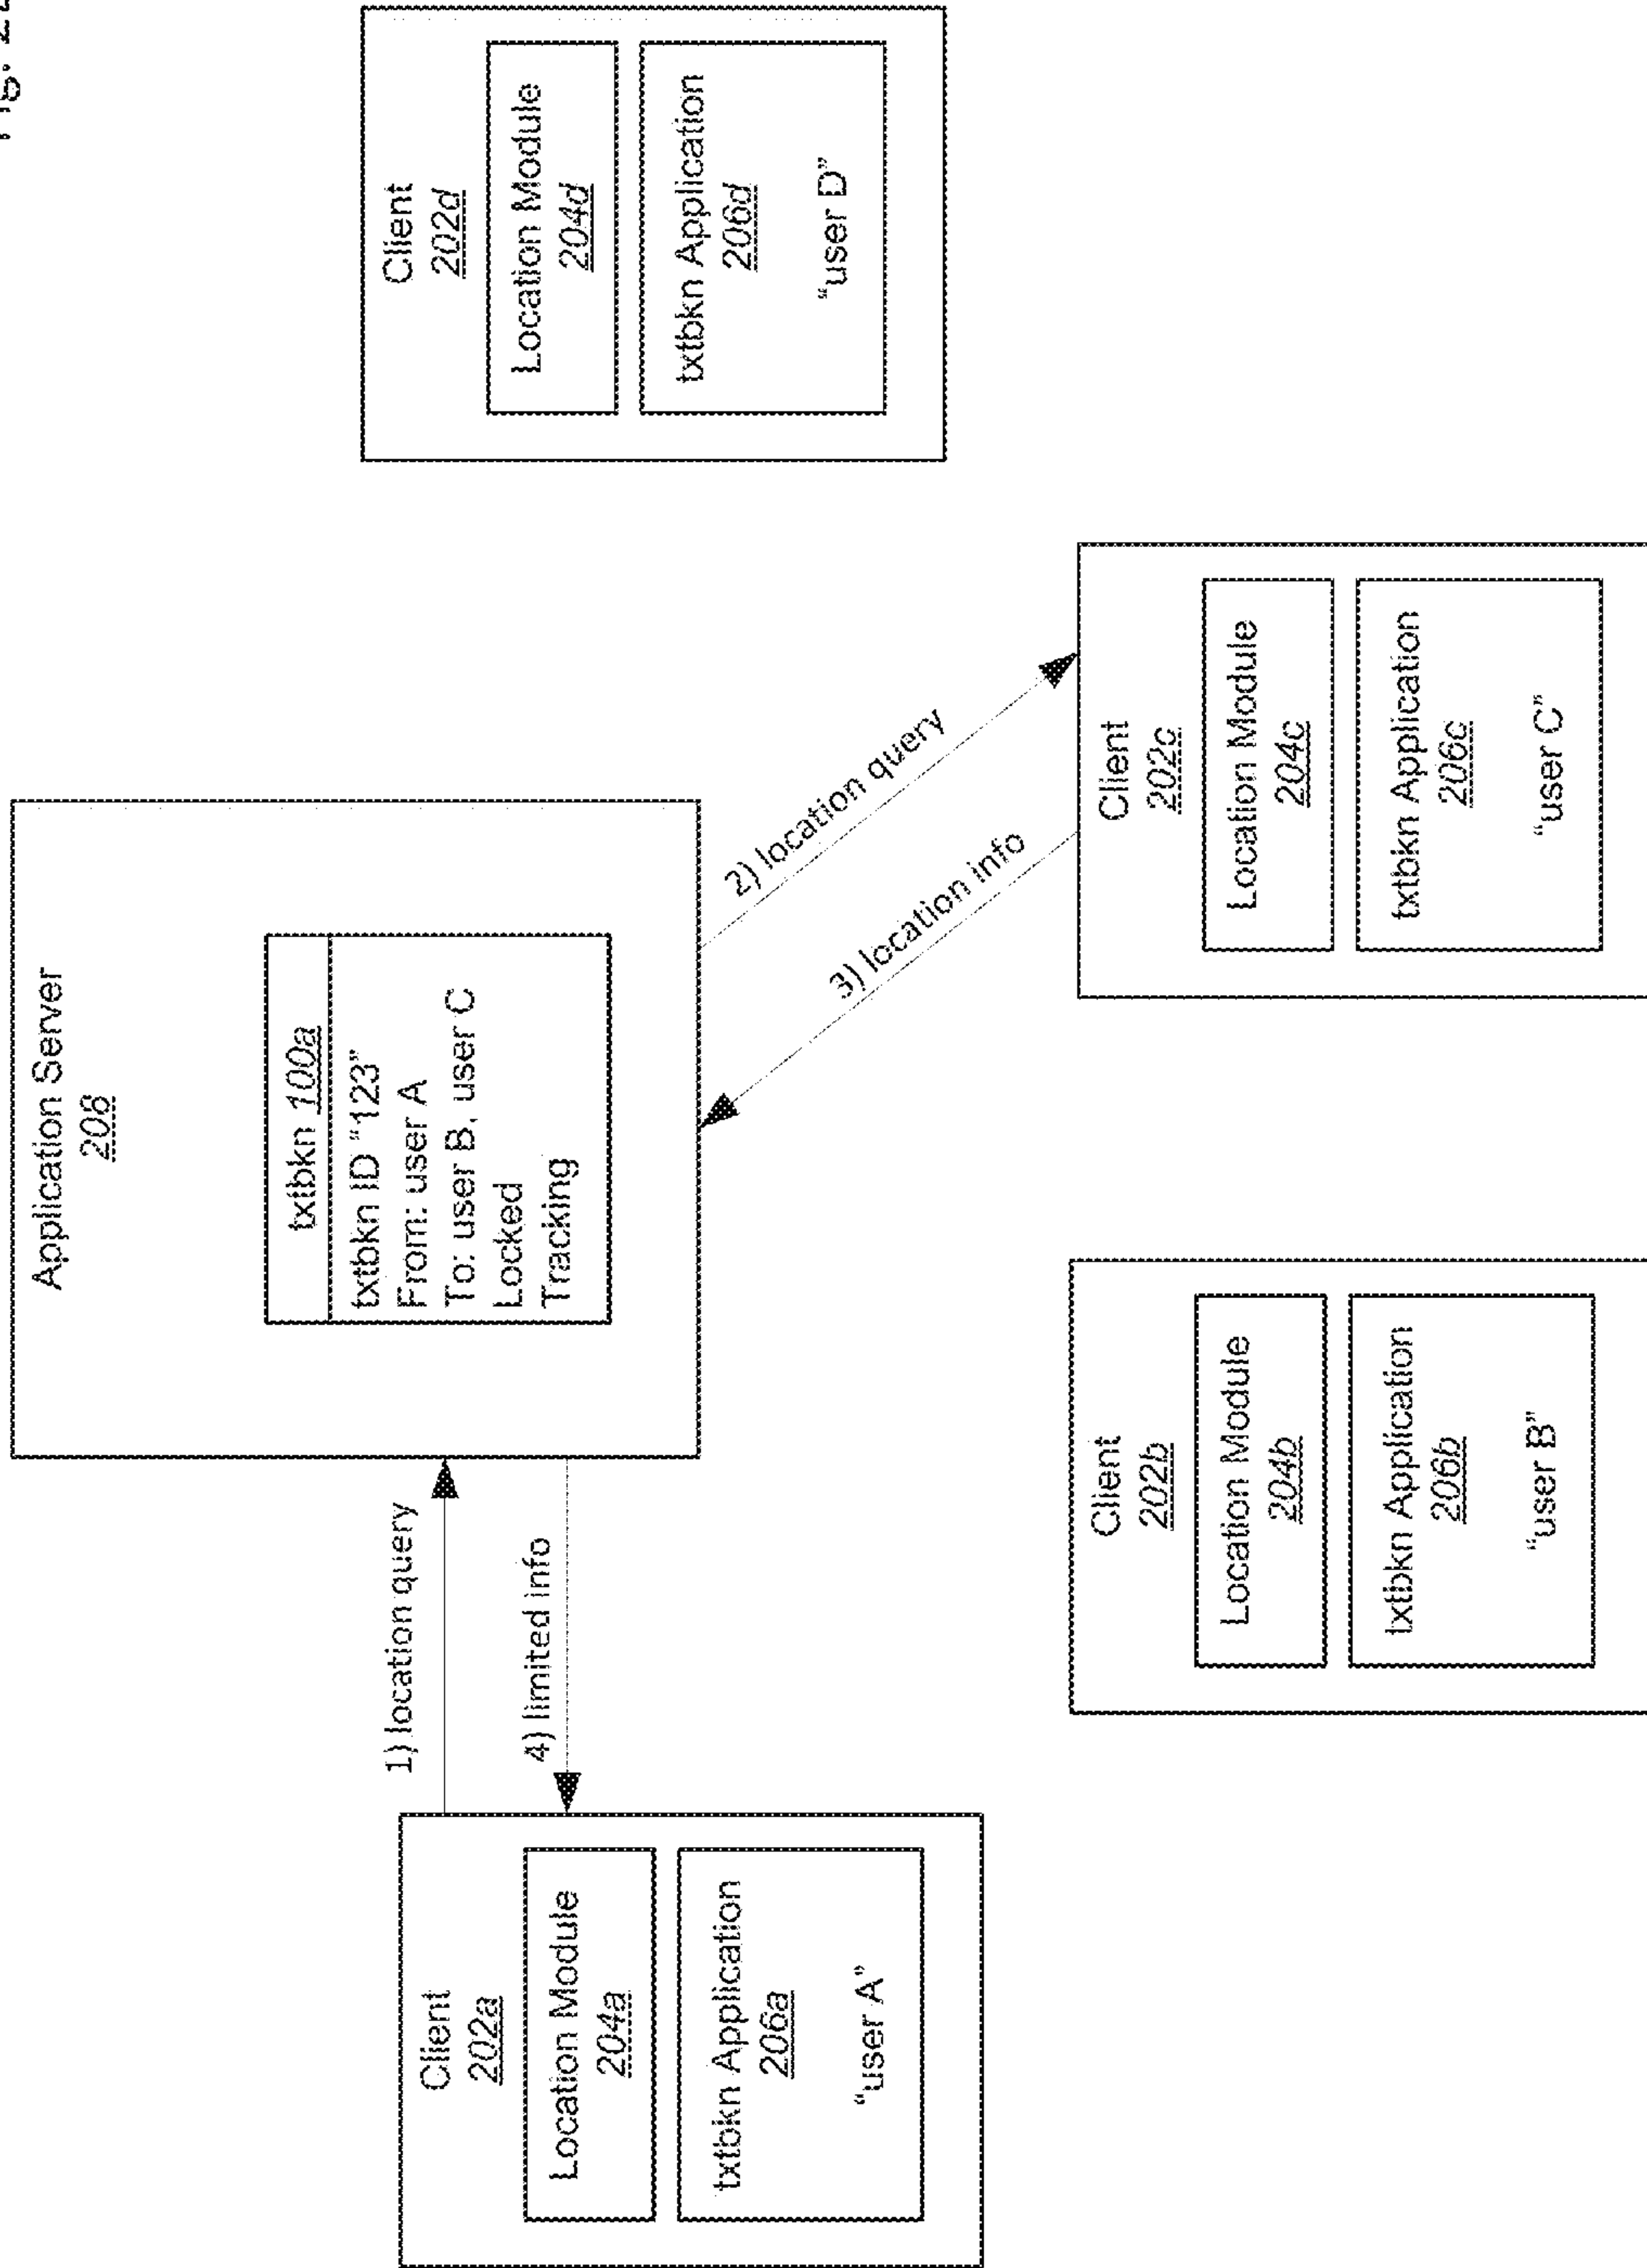 Application Server
208
txtbkn 100a
txtbkn ID "123"
From: user A
To: user B, user C
Locked
Tracking
1) location query
4) limited info
2) location query
3) location info
Client
202a
Location Module
204a
txtbkn Application
206a
"user A"
Client
202b
Location Module
204b
txtbkn Application
206b
"user B"
Client
202c
Location Module
204c
txtbkn Application
206c
"user C"
Client
202d
Location Module
204d
txtbkn Application
206d
"user D"